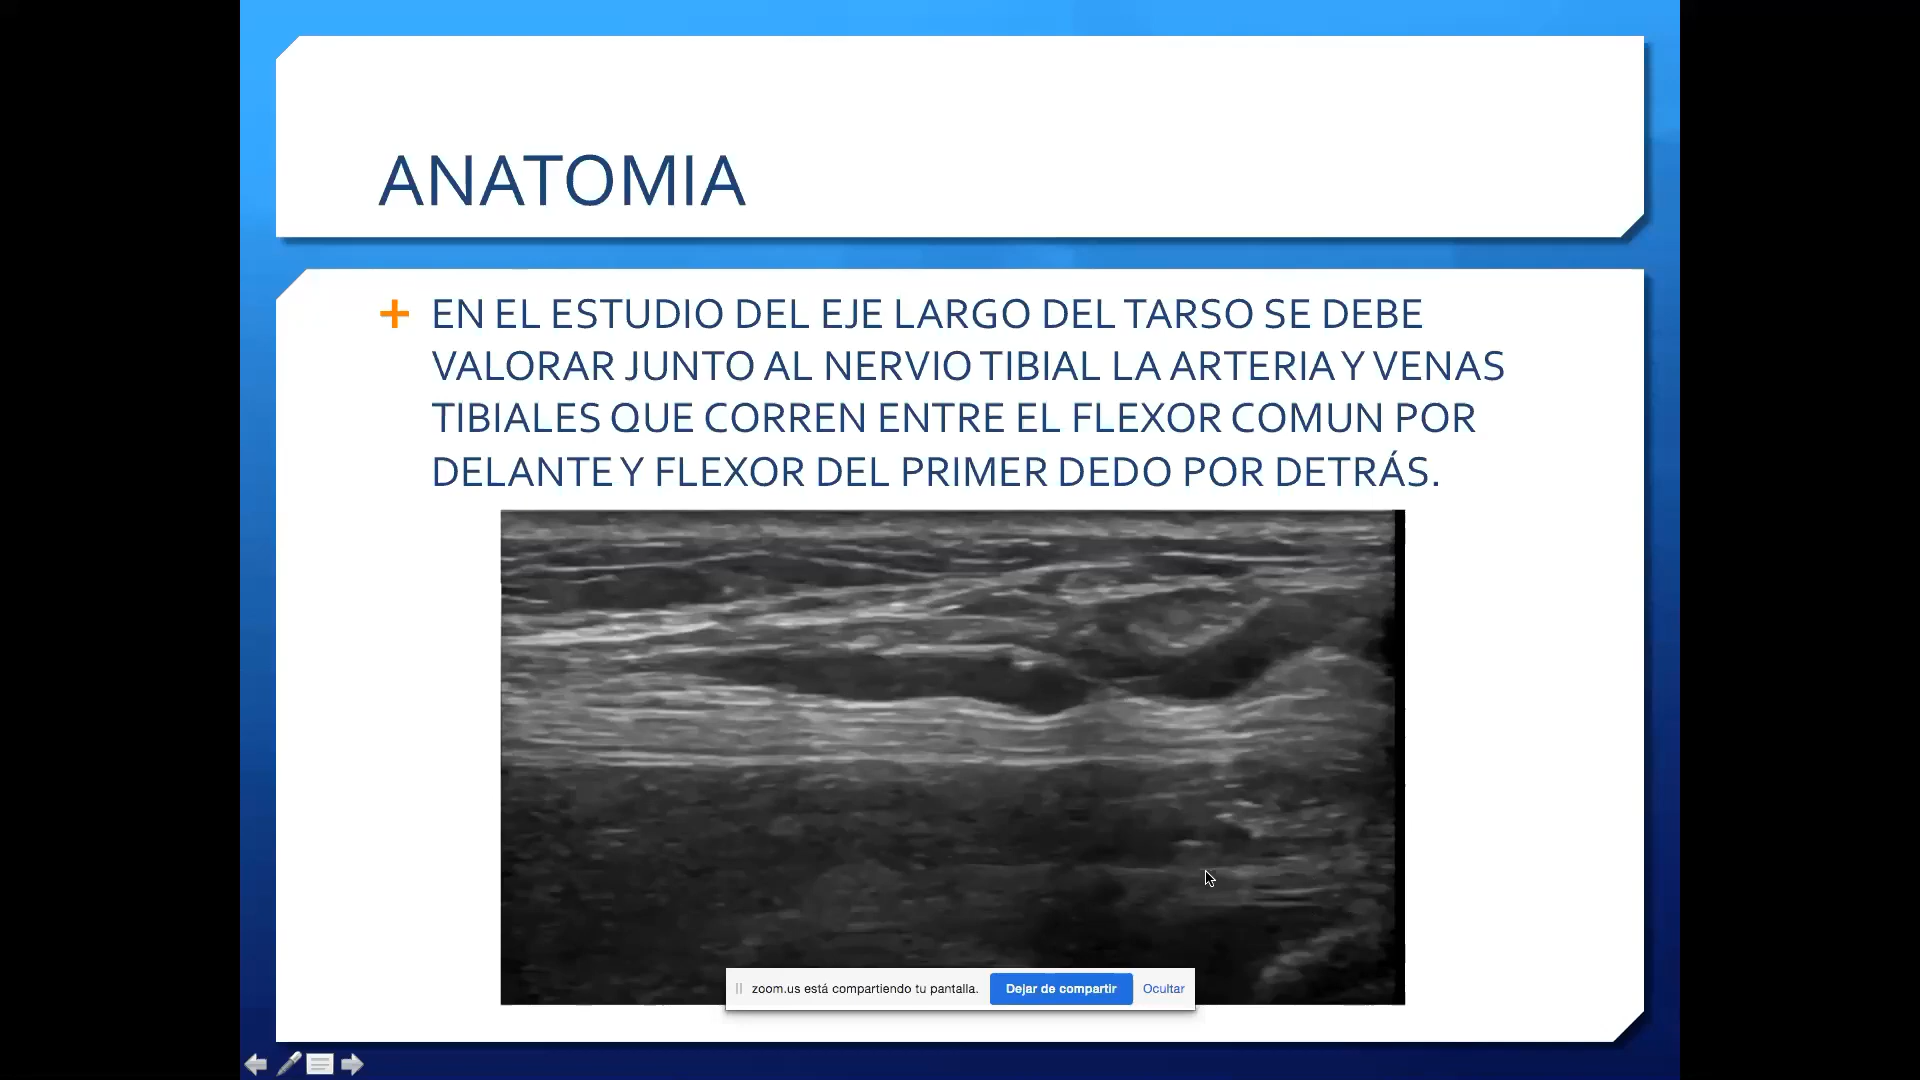 ANATOMIA
EN EL ESTUDIO DEL EJE LARGO DEL TARSO SE DEBE
VALORAR JUNTO AL NERVIO TIBIAL LA ARTERIA Y VENAS
TIBIALES QUE CORREN ENTRE EL FLEXOR COMUN POR
DELANTE Y FLEXOR DEL PRIMER DEDO POR DETRÁS.
zoom.us está compartiendo tu pantalla. Dejar de compartir Ocultar